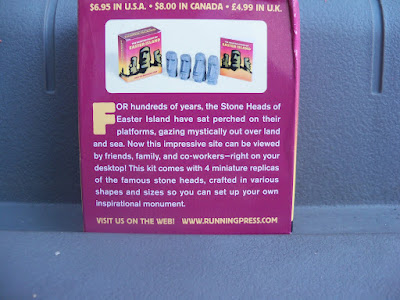 $6.95 IN U.S.A. • $8.00 IN CANADA • £4.99 IN U.K.
EASTER ISLAND
EASTER ISLAND
FOR hundreds of years, the Stone Heads of
Easter Island have sat perched on their
platforms, gazing mystically out over land
and sea. Now this impressive site can be viewed
by friends, family, and co-workers—right on your
desktop! This kit comes with 4 miniature replicas
of the famous stone heads, crafted in various
shapes and sizes so you can set up your own
inspirational monument.
VISIT US ON THE WEB! WWW.RUNNINGPRESS.COM